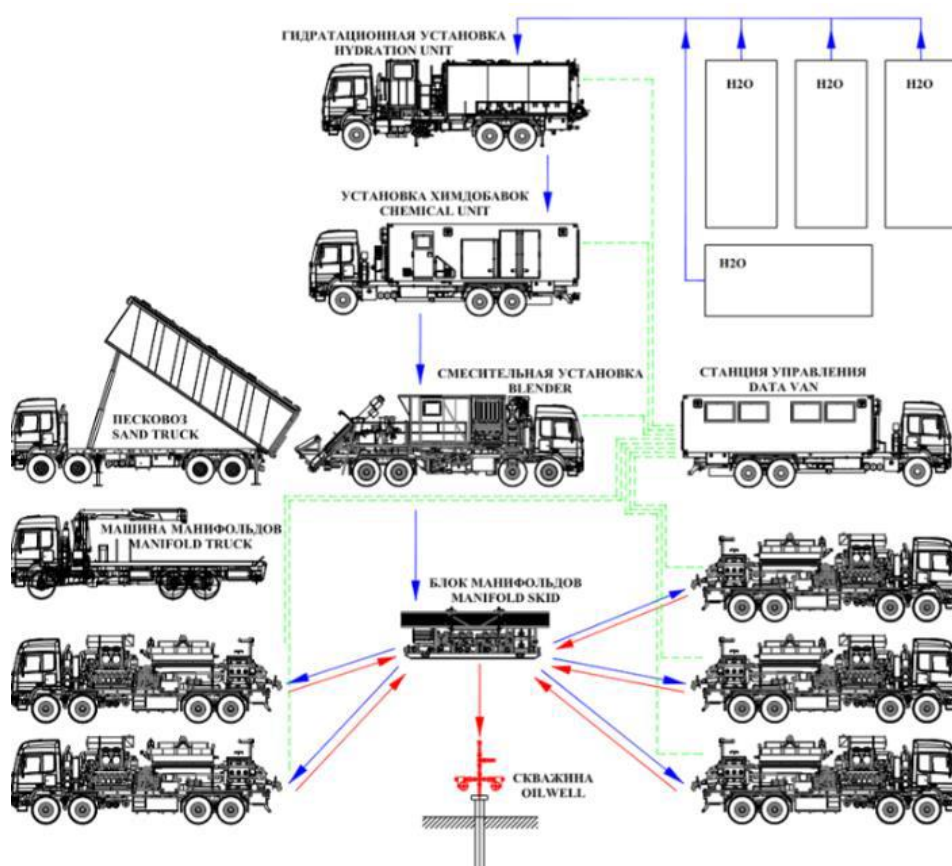 ГИДРАТАЦИОННАЯ УСТАНОВКА
HYDRATION UNIT
H2O
H2O
H2O
УСТАНОВКА ХИМДОБАВОК
CHEMICAL UNIT
H2O
СМЕСИТЕЛЬНАЯ УСТАНОВКА
BLENDER
СТАНЦИЯ УПРАВЛЕНИЯ
DATA VAN
ПЕСКОВОЗ
SAND TRUCK
МАШИНА МАНИФОЛЬДОВ
MANIFOLD TRUCK
БЛОК МАНИФОЛЬДОВ
MANIFOLD SKID
СКВАЖИНА
OILWELL